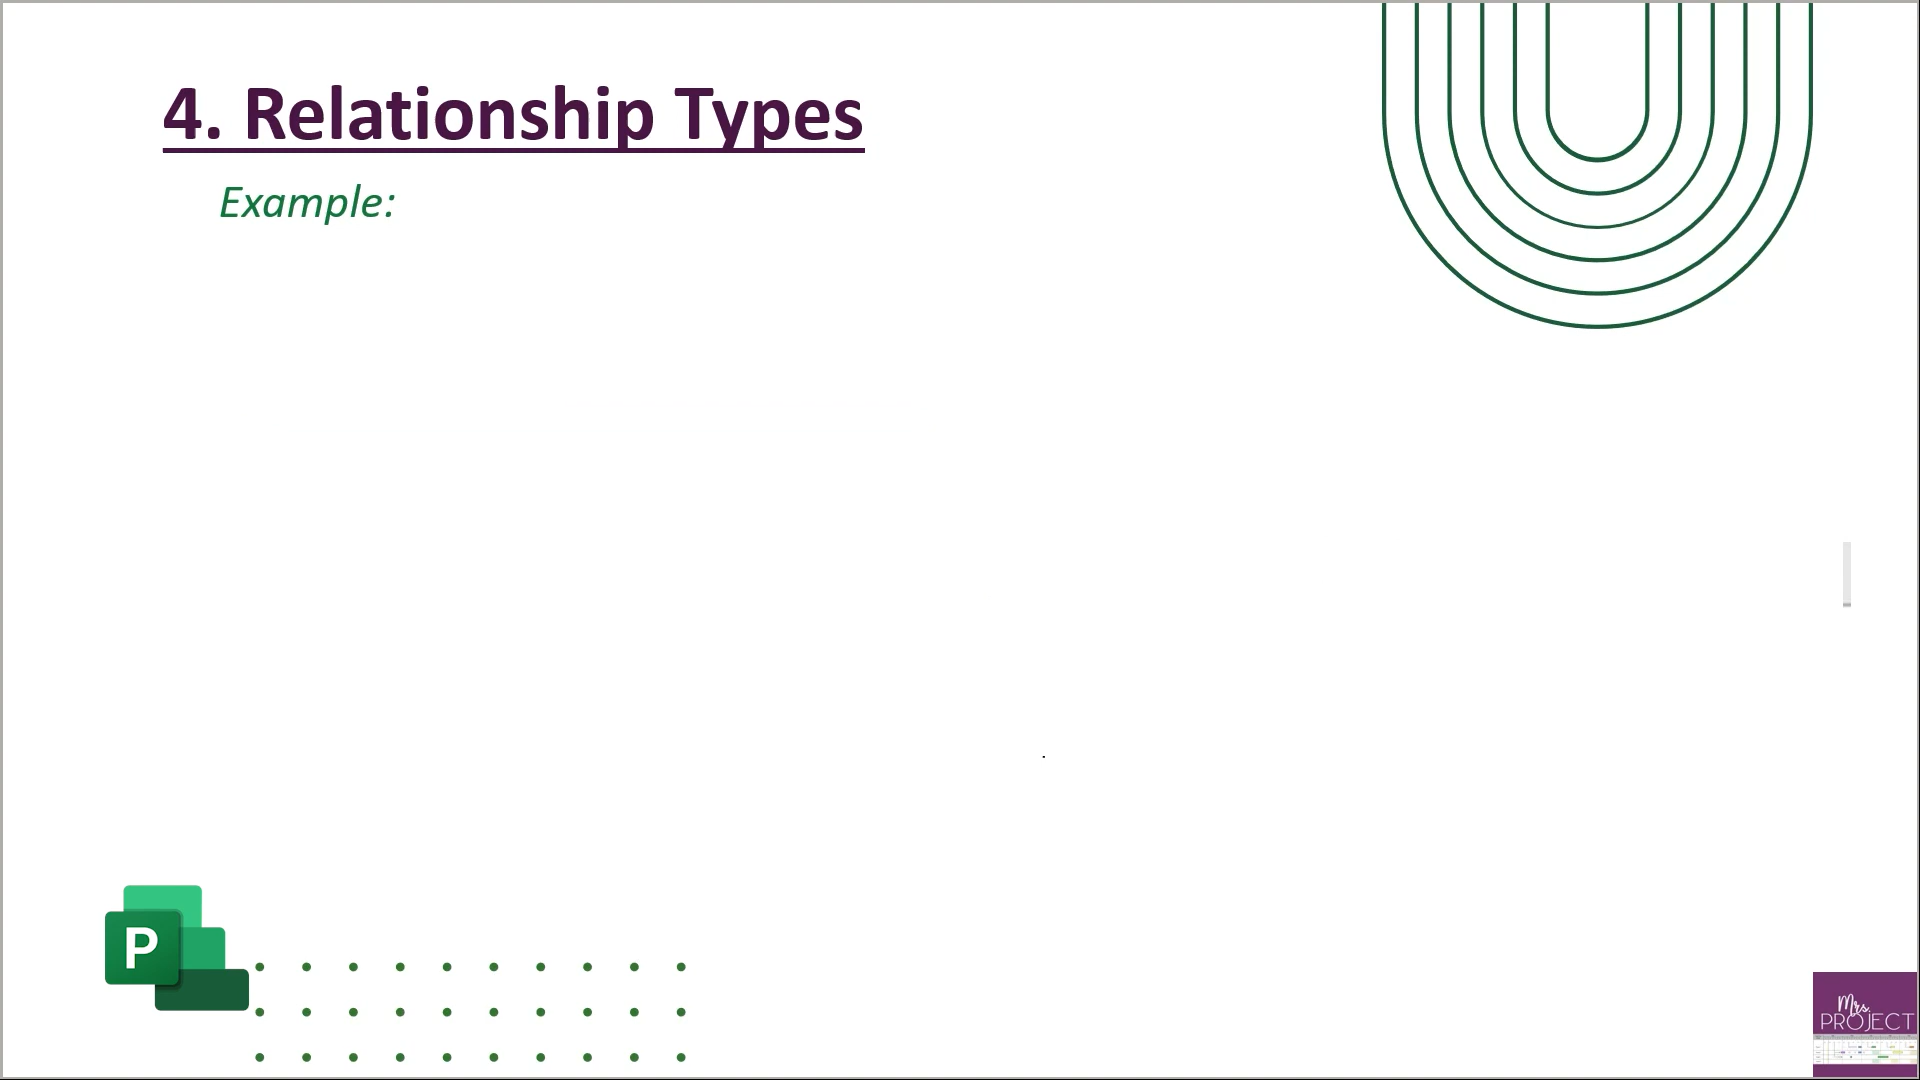 4. Relationship Types
Example:
P
Mrs.
PROJECT